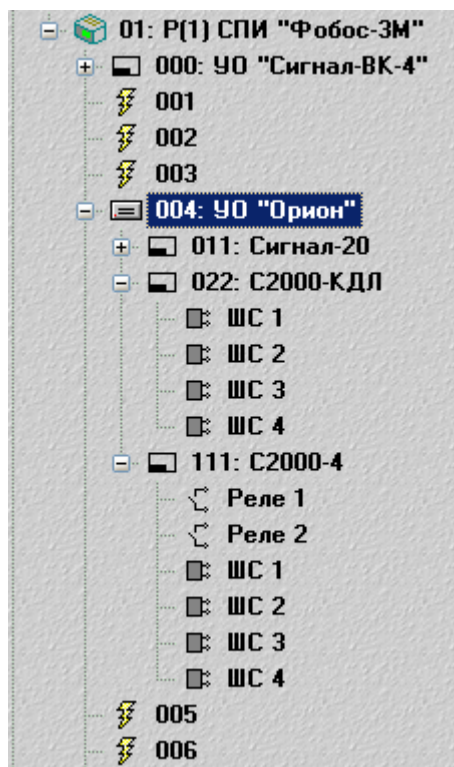 01: Р(1) СПИ "Фобос-3М"
000: УО "Сигнал-ВК-4"
001
002
003
004: УО "Орион"
011: Сигнал-20
022: С2000-КДЛ
ШС 1
ШС 2
ШС 3
ШС 4
111: С2000-4
Реле 1
Реле 2
ШС 1
ШС 2
ШС 3
ШС 4
005
006